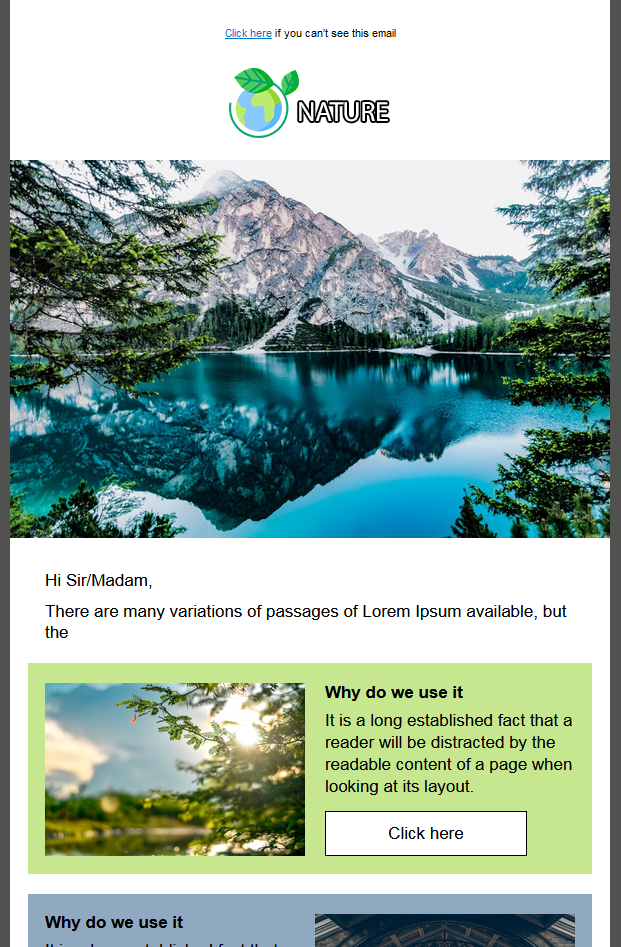 Click here if you can't see this email
NATURE
Hi Sir/Madam,
There are many variations of passages of Lorem Ipsum available, but
the
Why do we use it
It is a long established fact that a
reader will be distracted by the
readable content of a page when
looking at its layout.
Click here
Why do we use it